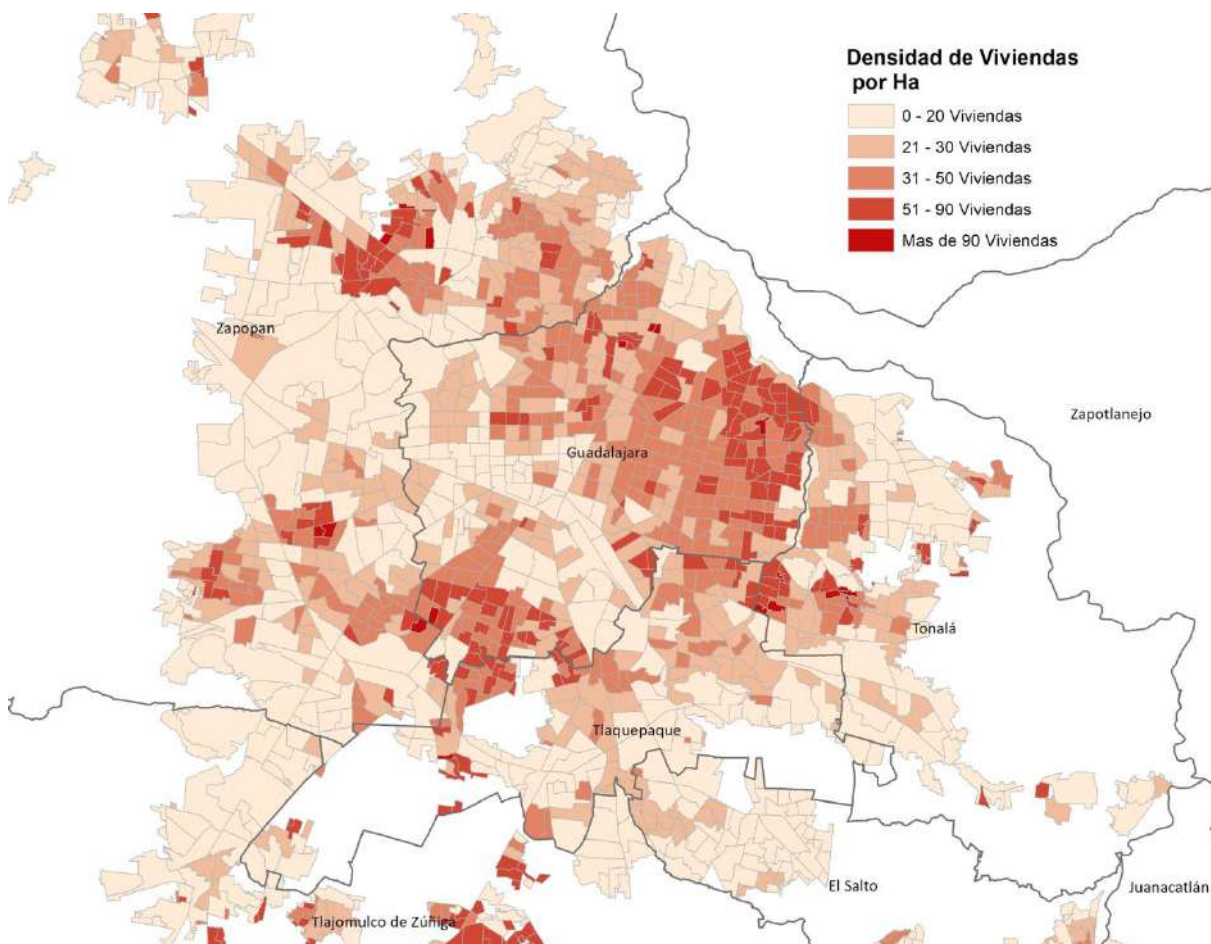 Densidad de Viviendas
por Ha
0 - 20 Viviendas
21 - 30 Viviendas
31 - 50 Viviendas
51 - 90 Viviendas
Mas de 90 Viviendas
Zapopan
Zapotlanejo
Guadalajara
Tonalá
Tlaquepaque
El Salto
Juanacatlán
Tlajomulco de Zúñiga